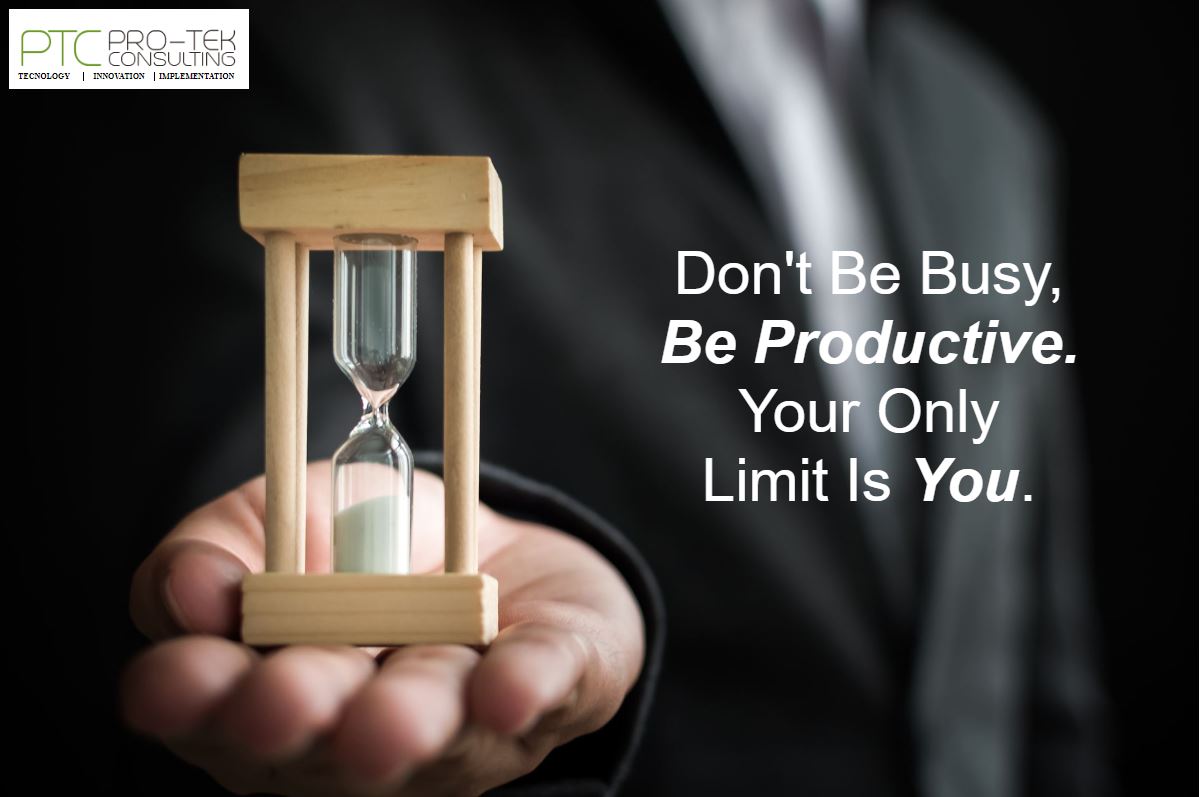 PTC PRO-TEK
CONSULTING
TECNOLOGY | INNOVATION | IMPLEMENTATION
Don't Be Busy,
Be Productive.
Your Only
Limit Is You.